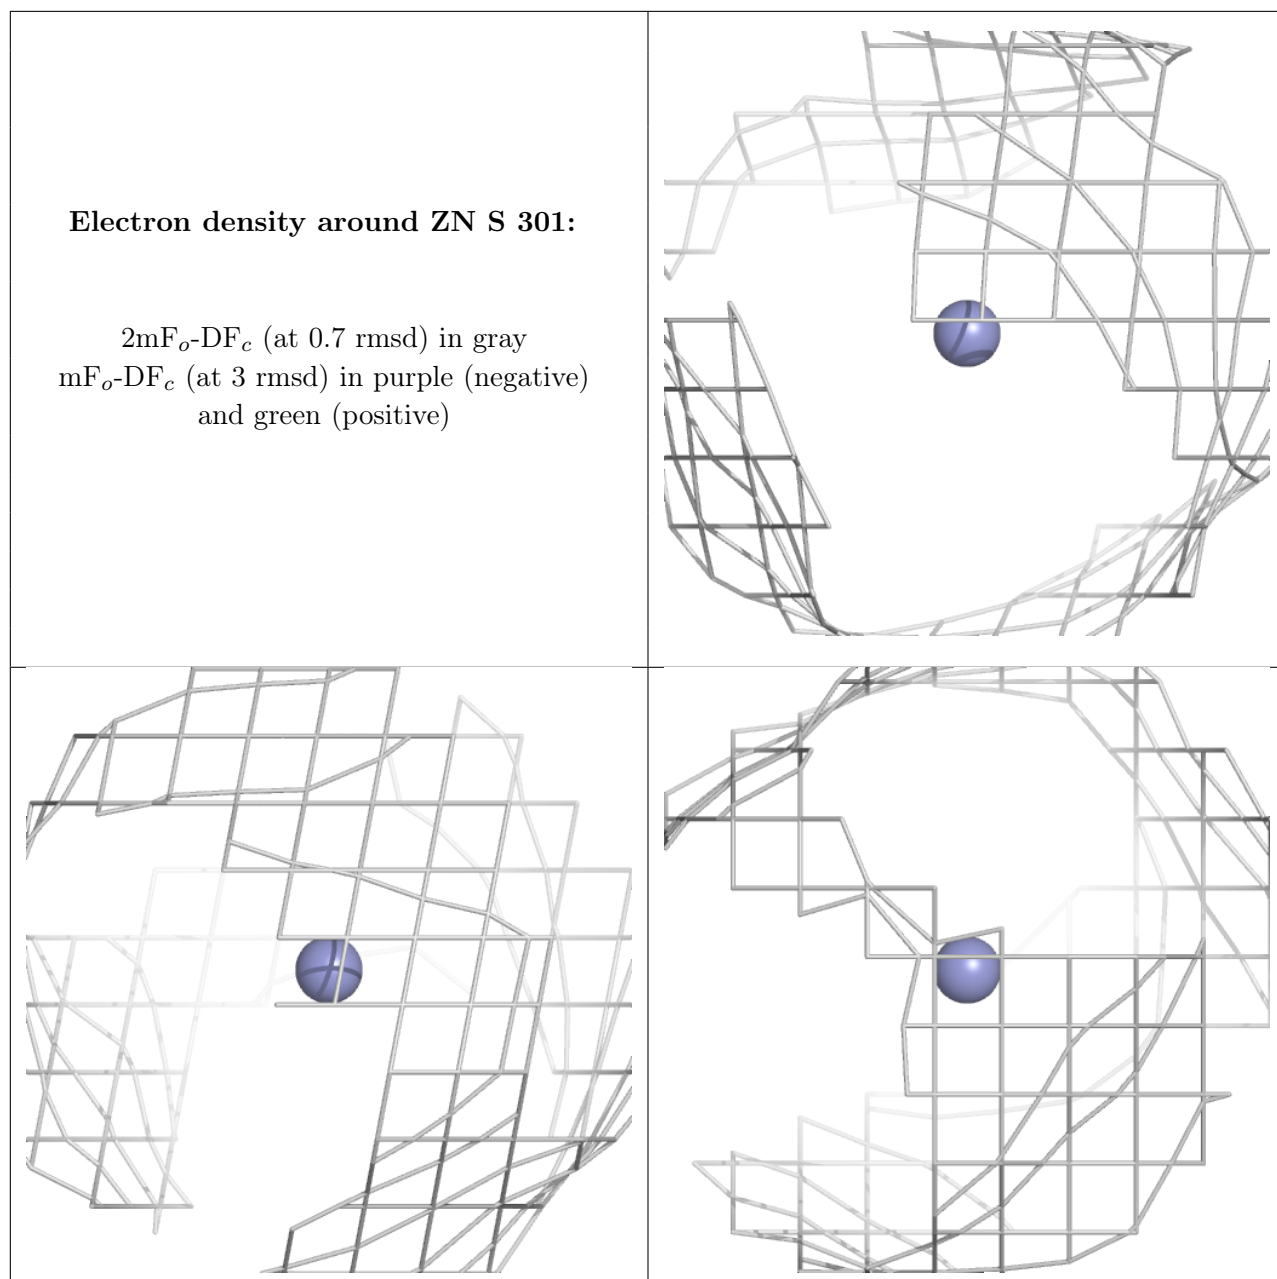 Electron density around ZN S 301:
2mFo-DFc (at 0.7 rmsd) in gray
mFo-DFc (at 3 rmsd) in purple (negative)
and green (positive)